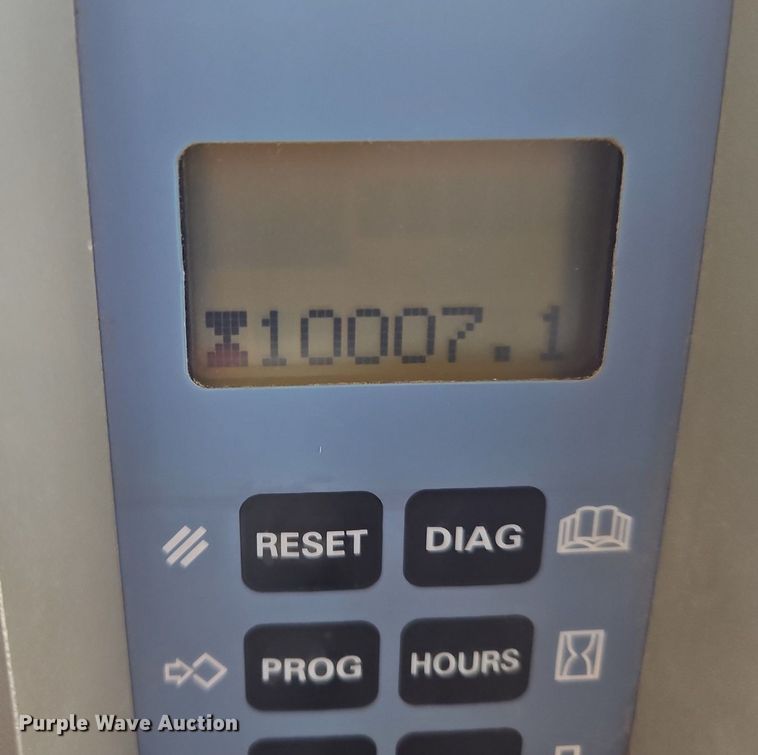 10007.1
RESET DIAG
PROG HOURS
Purple Wave Auction